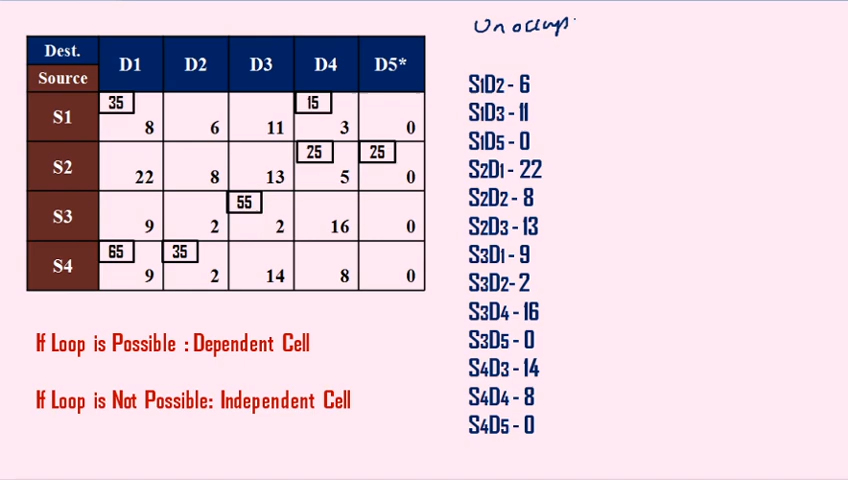 Dest. D1 D2 D3 D4 D5*
Source
35 15
S1 8 6 11 3 0
25 25
S2 22 8 13 5 0
55
S3 9 2 2 16 0
65 35
S4 9 2 14 8 0
If Loop is Possible : Dependent Cell
If Loop is Not Possible: Independent Cell
S1D2 - 6
S1D3 - 11
S1D5 - 0
S2D1 - 22
S2D2 - 8
S2D3 - 13
S3D1 - 9
S3D2- 2
S3D4 - 16
S3D5 - 0
S4D3 - 14
S4D4 - 8
S4D5 - 0